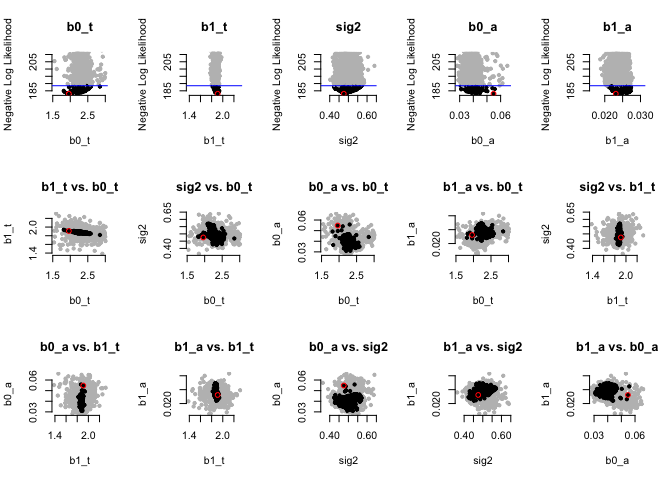 b0_t
b1_t
sig2
b0_a
b1_a
Negative Log Likelihood
185 205
1.5 2.5
b0_t
Negative Log Likelihood
185 205
1.4 2.0
b1_t
Negative Log Likelihood
185 205
0.40 0.60
sig2
Negative Log Likelihood
185 205
0.03 0.06
b0_a
Negative Log Likelihood
185 205
0.020 0.030
b1_a
b1_t vs. b0_t
sig2 vs. b0_t
b0_a vs. b0_t
b1_a vs. b0_t
sig2 vs. b1_t
b1_t
1.4 2.0
1.5 2.5
b0_t
sig2
0.40 0.65
1.5 2.5
b0_t
b0_a
0.03 0.06
1.5 2.5
b0_t
b1_a
0.020
1.5 2.5
b0_t
sig2
0.40 0.65
1.4 2.0
b1_t
b0_a vs. b1_t
b1_a vs. b1_t
b0_a vs. sig2
b1_a vs. sig2
b1_a vs. b0_a
b0_a
0.03 0.06
1.4 2.0
b1_t
b1_a
0.020
1.4 2.0
b1_t
b0_a
0.03 0.06
0.40 0.60
sig2
b1_a
0.020
0.40 0.60
sig2
b1_a
0.020
0.03 0.06
b0_a